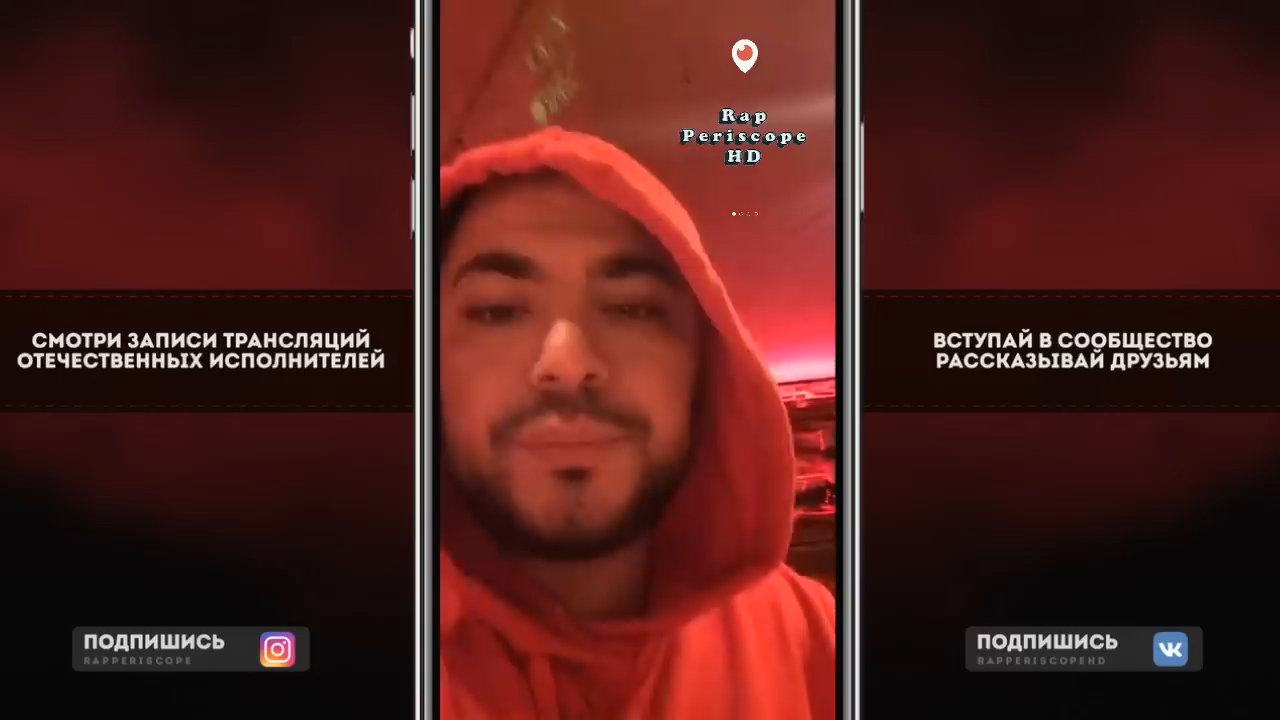 Rap
Periscope
HD
СМОТРИ ЗАПИСИ ТРАНСЛЯЦИЙ
ОТЕЧЕСТВЕННЫХ ИСПОЛНИТЕЛЕЙ
ВСТУПАЙ В СООБЩЕСТВО
РАССКАЗЫВАЙ ДРУЗЬЯМ
ПОДПИШИСЬ
RAPPERISCOPE
ПОДПИШИСЬ
RAPPERISCOPEHD